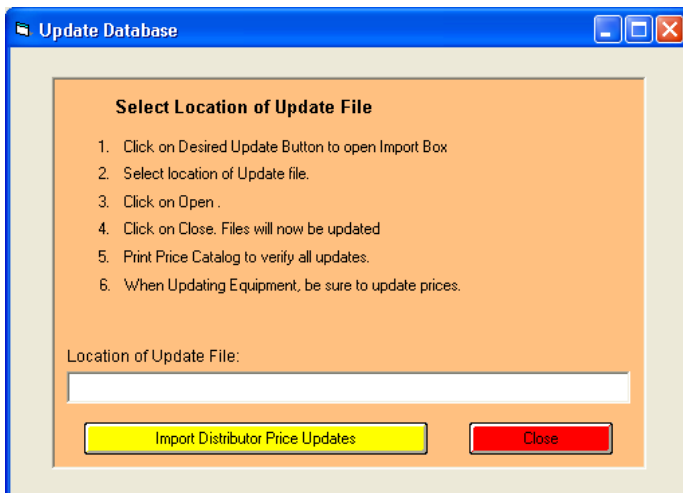 Update Database
Select Location of Update File
1. Click on Desired Update Button to open Import Box
2. Select location of Update file.
3. Click on Open .
4. Click on Close. Files will now be updated
5. Print Price Catalog to verify all updates.
6. When Updating Equipment, be sure to update prices.
Location of Update File:
Import Distributor Price Updates Close